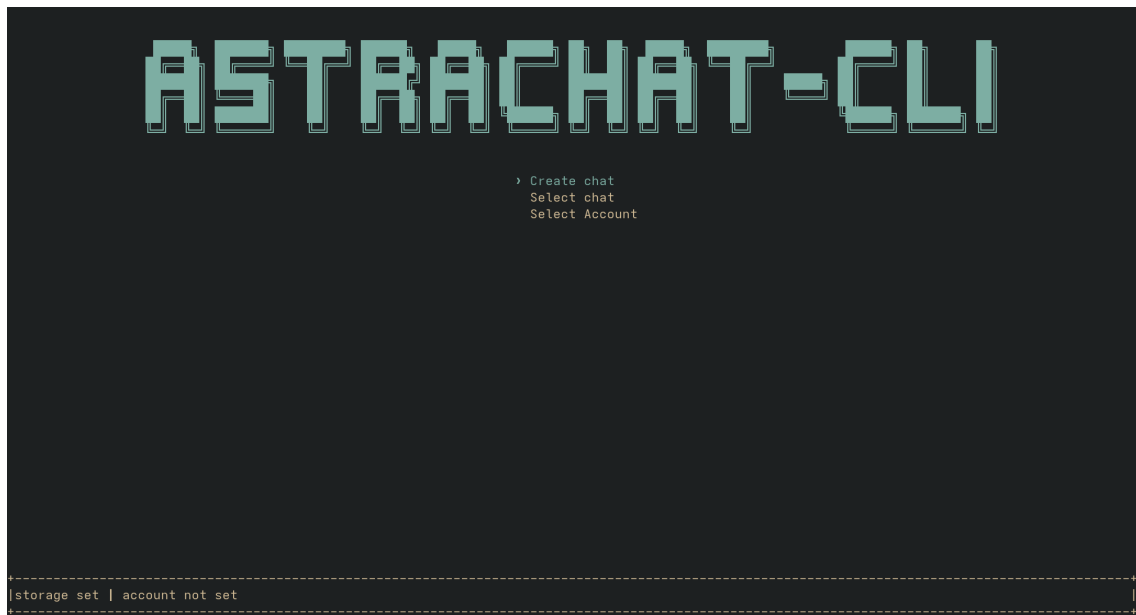 ASTRACHAT-CLI
› Create chat
Select chat
Select Account
|storage set | account not set |